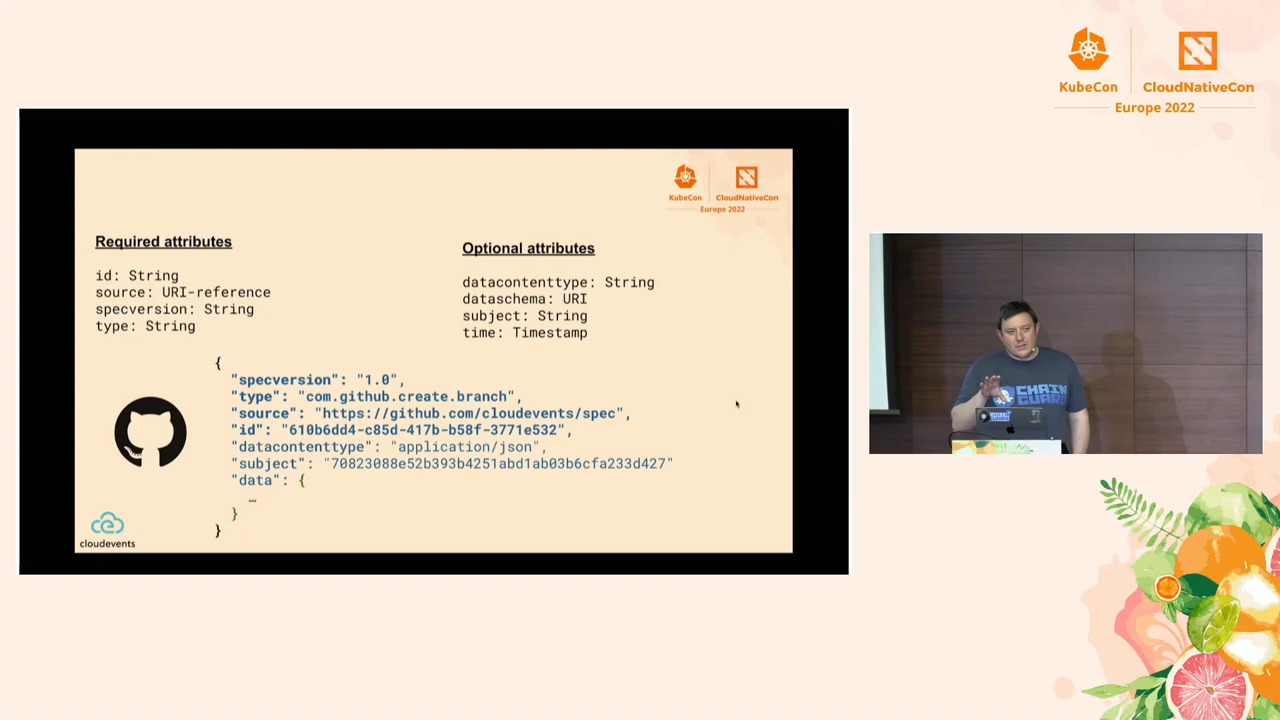 KubeCon
CloudNativeCon
Europe 2022
KubeCon
CloudNativeCon
Europe 2022
Required attributes
id: String
source: URI-reference
specversion: String
type: String
Optional attributes
datacontenttype: String
dataschema: URI
subject: String
time: Timestamp
{
"specversion": "1.0",
"type": "com.github.create.branch",
"source": "https://github.com/cloudevents/spec",
"id": "610b6dd4-c85d-417b-b58f-3771e532",
"datacontenttype": "application/json",
"subject": "70823088e52b393b4251abd1ab03b6cfa233d427"
"data": {
…
}
}
cloudevents
CHAIN
GUARD